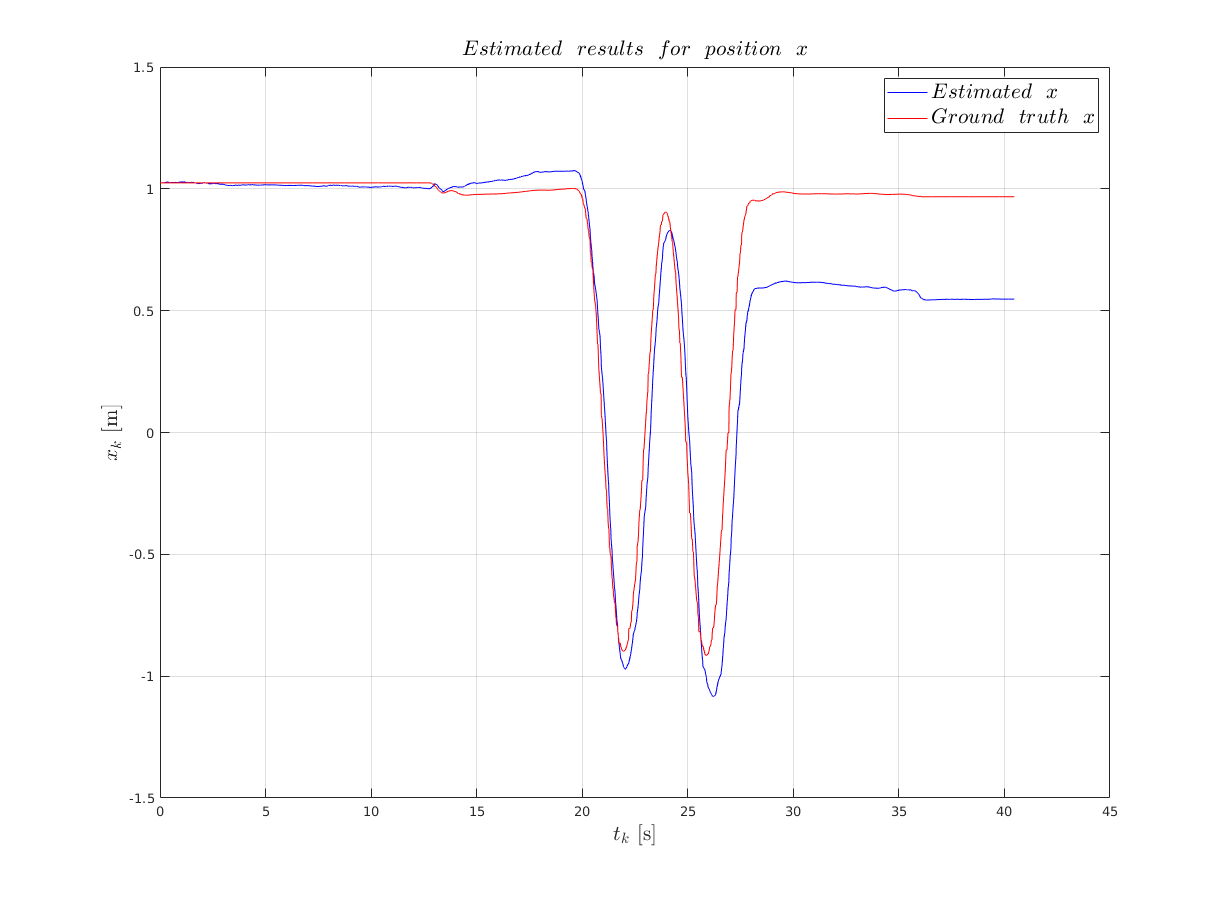 Estimated results for position x
Estimated x
Ground truth x
1.5
1
0.5
0
-0.5
-1
-1.5
x_k [m]
0 5 10 15 20 25 30 35 40 45
t_k [s]